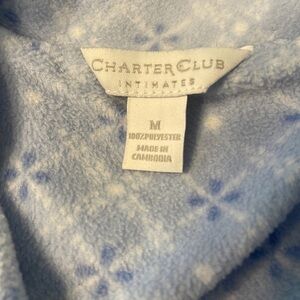 CHARTER CLUB
INTIMATES
M
100% POLYESTER
MADE IN
CAMBODIA